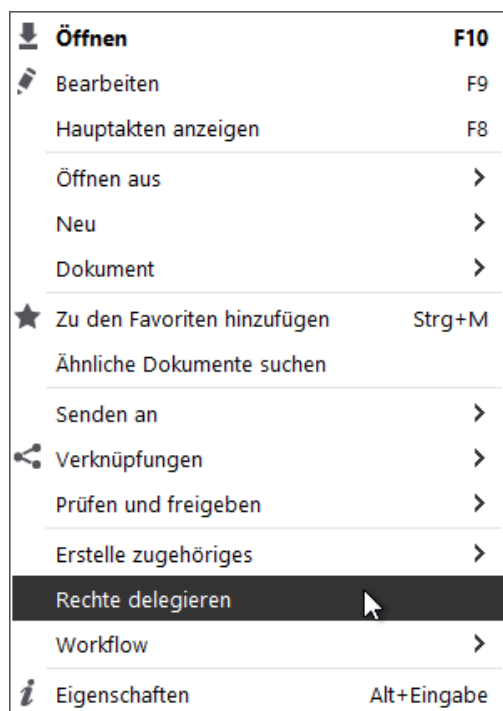 Öffnen F10
Bearbeiten F9
Hauptakten anzeigen F8
Öffnen aus
Neu
Dokument
Zu den Favoriten hinzufügen Strg+M
Ähnliche Dokumente suchen
Senden an
Verknüpfungen
Prüfen und freigeben
Erstelle zugehöriges
Rechte delegieren
Workflow
Eigenschaften Alt+Eingabe